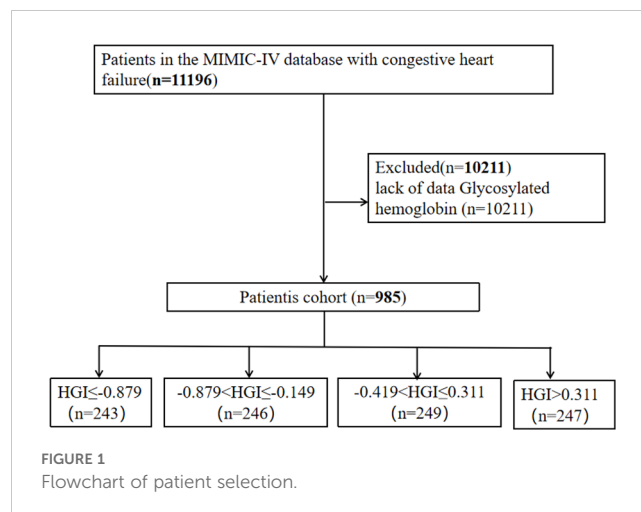 Patients in the MIMIC-IV database with congestive heart
failure(n=11196)
Excluded(n=10211)
lack of data Glycosylated
hemoglobin (n=10211)
Patientis cohort (n=985)
HGI≤-0.879
(n=243)
-0.879<HGI≤-0.149
(n=246)
-0.419<HGI≤0.311
(n=249)
HGI>0.311
(n=247)
FIGURE 1
Flowchart of patient selection.